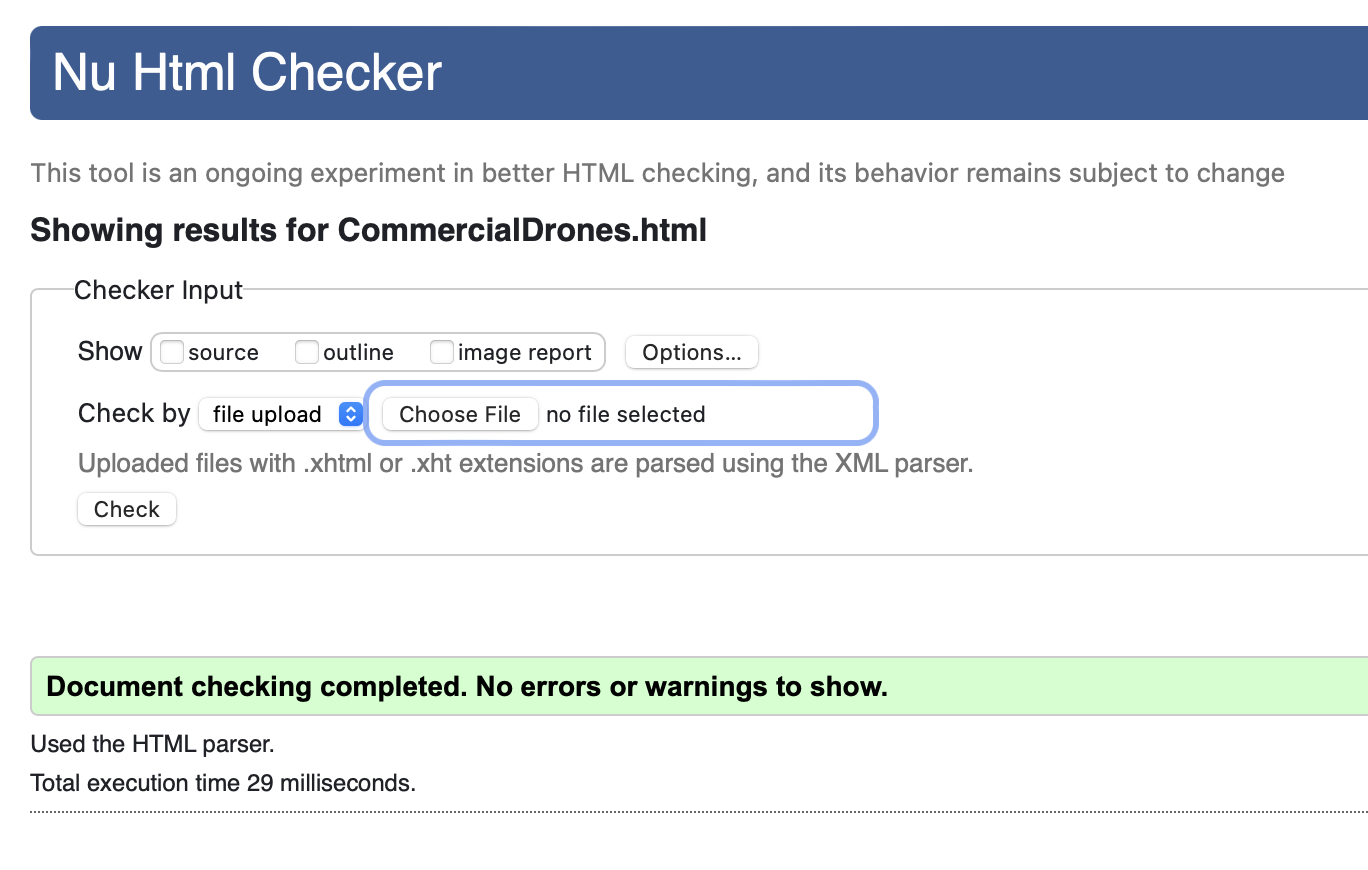 Nu Html Checker
This tool is an ongoing experiment in better HTML checking, and its behavior remains subject to change
Showing results for CommercialDrones.html
Checker Input
Show source outline image report Options...
Check by file upload Choose File no file selected
Uploaded files with .xhtml or .xht extensions are parsed using the XML parser.
Check
Document checking completed. No errors or warnings to show.
Used the HTML parser.
Total execution time 29 milliseconds.